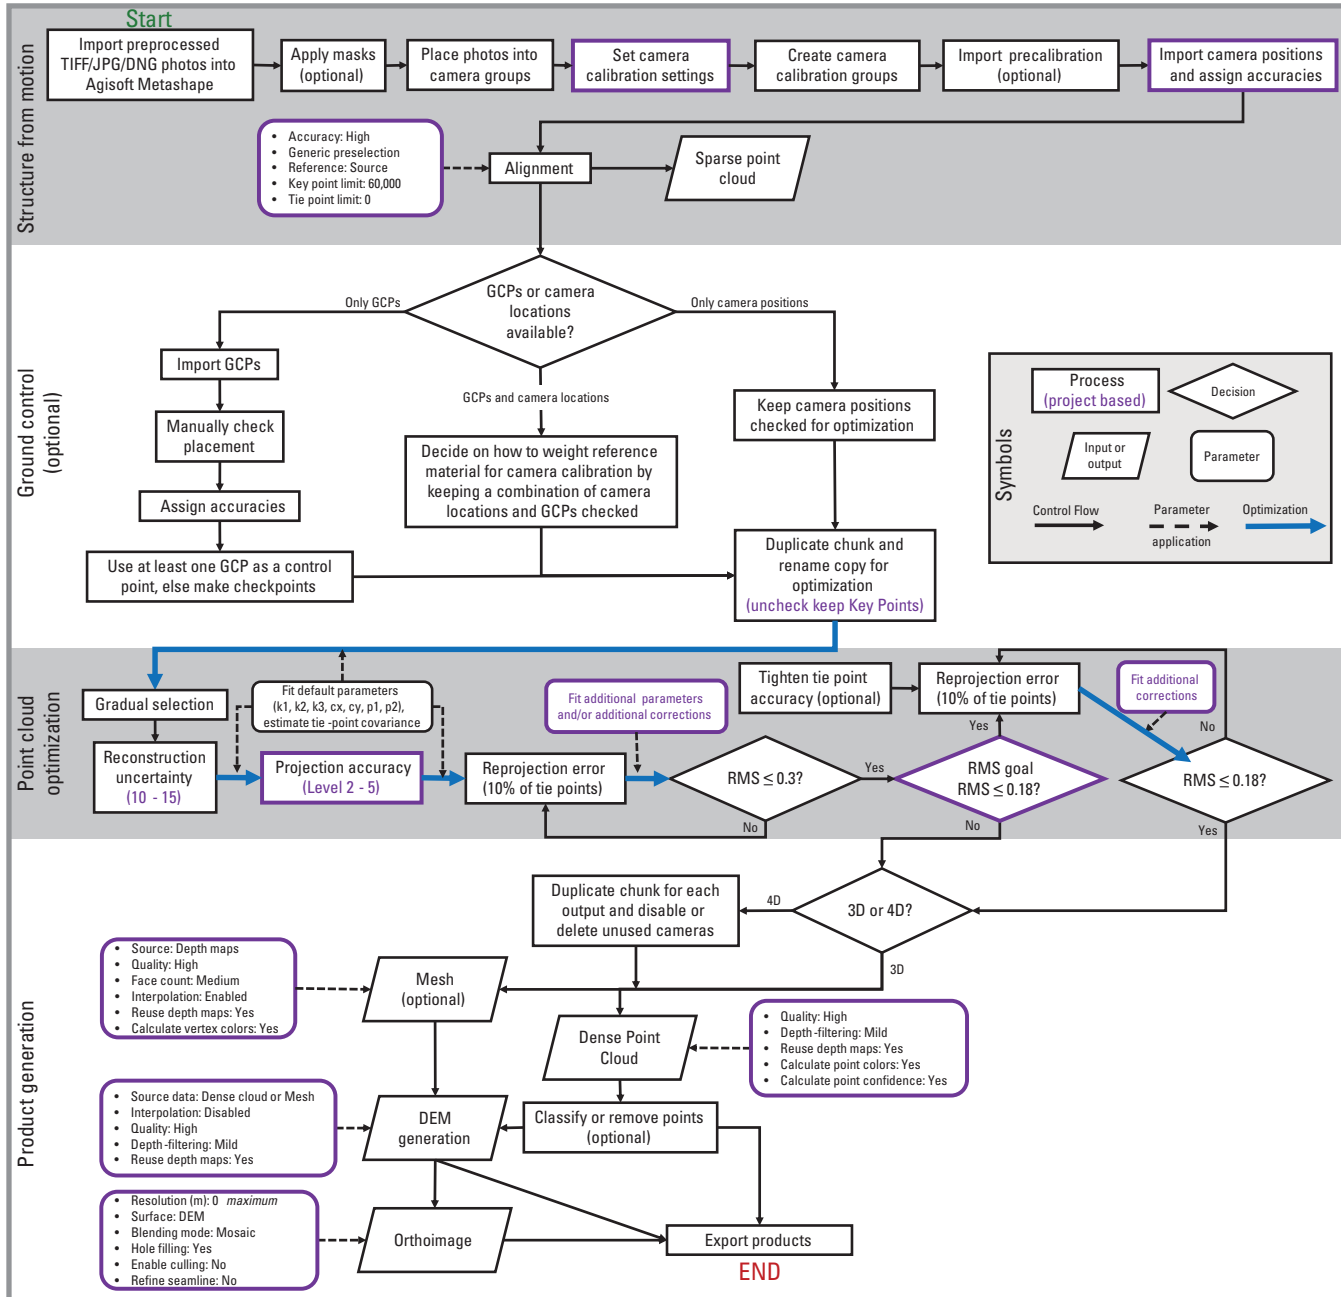 Start
Structure from motion
Import preprocessed
TIFF/JPG/DNG photos into
Agisoft Metashape
Apply masks
(optional)
Place photos into
camera groups
Set camera
calibration settings
Create camera
calibration groups
Import precalibration
(optional)
Import camera positions
and assign accuracies
• Accuracy: High
• Generic preselection
• Reference: Source
• Key point limit: 60,000
• Tie point limit: 0
Alignment
Sparse point
cloud
Ground control
(optional)
GCPs or camera
locations
available?
Only GCPs
Only camera positions
GCPs and camera locations
Import GCPs
Manually check
placement
Assign accuracies
Use at least one GCP as a control
point, else make checkpoints
Decide on how to weight reference
material for camera calibration by
keeping a combination of camera
locations and GCPs checked
Keep camera positions
checked for optimization
Duplicate chunk and
rename copy for
optimization
(uncheck keep Key Points)
Symbols
Process
(project based)
Decision
Input or
output
Parameter
Control Flow
Parameter
application
Optimization
Point cloud
optimization
Gradual selection
Fit default parameters
(k1, k2, k3, cx, cy, p1, p2),
estimate tie-point covariance
Fit additional parameters
and/or additional corrections
Tighten tie point
accuracy (optional)
Reprojection error
(10% of tie points)
Fit additional
corrections
Reconstruction
uncertainty
(10 - 15)
Projection accuracy
(Level 2 - 5)
Reprojection error
(10% of tie points)
RMS ≤ 0.3?
Yes
No
RMS goal
RMS ≤ 0.18?
Yes
No
RMS ≤ 0.18?
No
Yes
Product generation
Duplicate chunk for each
output and disable or
delete unused cameras
4D
3D or 4D?
3D
• Source: Depth maps
• Quality: High
• Face count: Medium
• Interpolation: Enabled
• Reuse depth maps: Yes
• Calculate vertex colors: Yes
Mesh
(optional)
Dense Point
Cloud
• Quality: High
• Depth-filtering: Mild
• Reuse depth maps: Yes
• Calculate point colors: Yes
• Calculate point confidence: Yes
• Source data: Dense cloud or Mesh
• Interpolation: Disabled
• Quality: High
• Depth-filtering: Mild
• Reuse depth maps: Yes
DEM
generation
Classify or remove points
(optional)
• Resolution (m): 0 maximum
• Surface: DEM
• Blending mode: Mosaic
• Hole filling: Yes
• Enable culling: No
• Refine seamline: No
Orthoimage
Export products
END